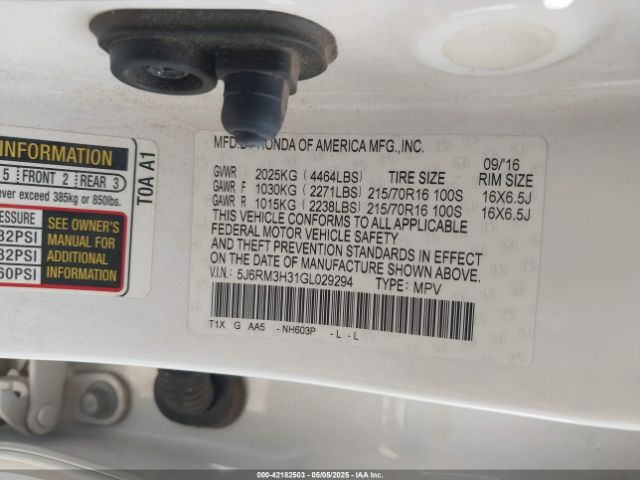 INFORMATION
5 FRONT 2 REAR 3
ever exceed 385kg or 850lbs.
PRESSURE
SEE OWNER'S
MANUAL FOR
ADDITIONAL
INFORMATION
32PSI
32PSI
60PSI
T0A A1
MFD. BY HONDA OF AMERICA MFG.,INC.
09/16
GVWR 2025KG ( 4464LBS) TIRE SIZE RIM SIZE
GAWR F 1030KG ( 2271LBS) 215/70R16 100S 16X6.5J
GAWR R 1015KG ( 2238LBS) 215/70R16 100S 16X6.5J
THIS VEHICLE CONFORMS TO ALL APPLICABLE
FEDERAL MOTOR VEHICLE SAFETY
AND THEFT PREVENTION STANDARDS IN EFFECT
ON THE DATE OF MANUFACTURE SHOWN ABOVE.
V.I.N.: 5J6RM3H31GL029294 TYPE: MPV
T1X G AA5 - NH603P - L - L
000-42182503 - 05/05/2025 - IAA Inc.